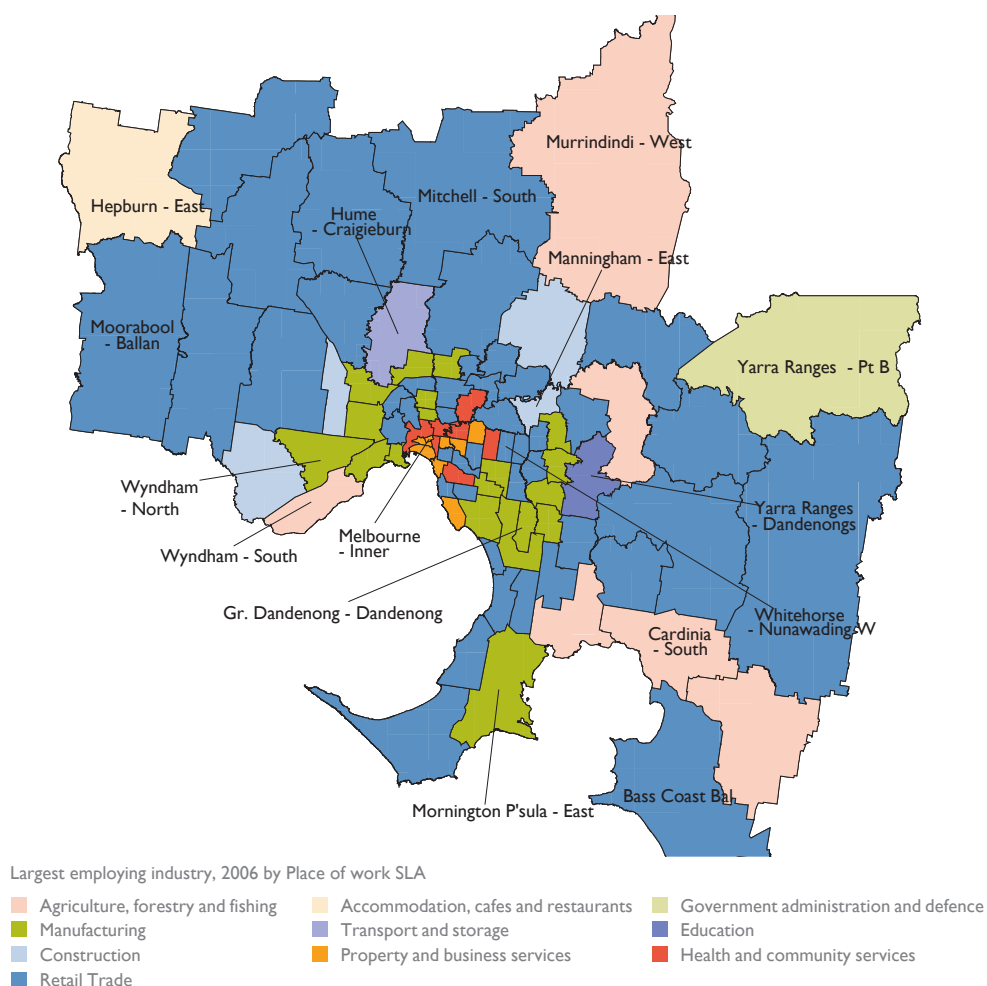 Murrindindi - West
Hepburn - East
Mitchell - South
Hume
- Craigieburn
Manningham - East
Moorabool
- Ballan
Yarra Ranges - Pt B
Wyndham
- North
Yarra Ranges
- Dandenongs
Melbourne
- Inner
Wyndham - South
Gr. Dandenong - Dandenong
Whitehorse
- Nunawading W
Cardinia
- South
Bass Coast Bal
Mornington P'sula - East
Largest employing industry, 2006 by Place of work SLA
Agriculture, forestry and fishing
Accommodation, cafes and restaurants
Government administration and defence
Manufacturing
Transport and storage
Education
Construction
Property and business services
Health and community services
Retail Trade